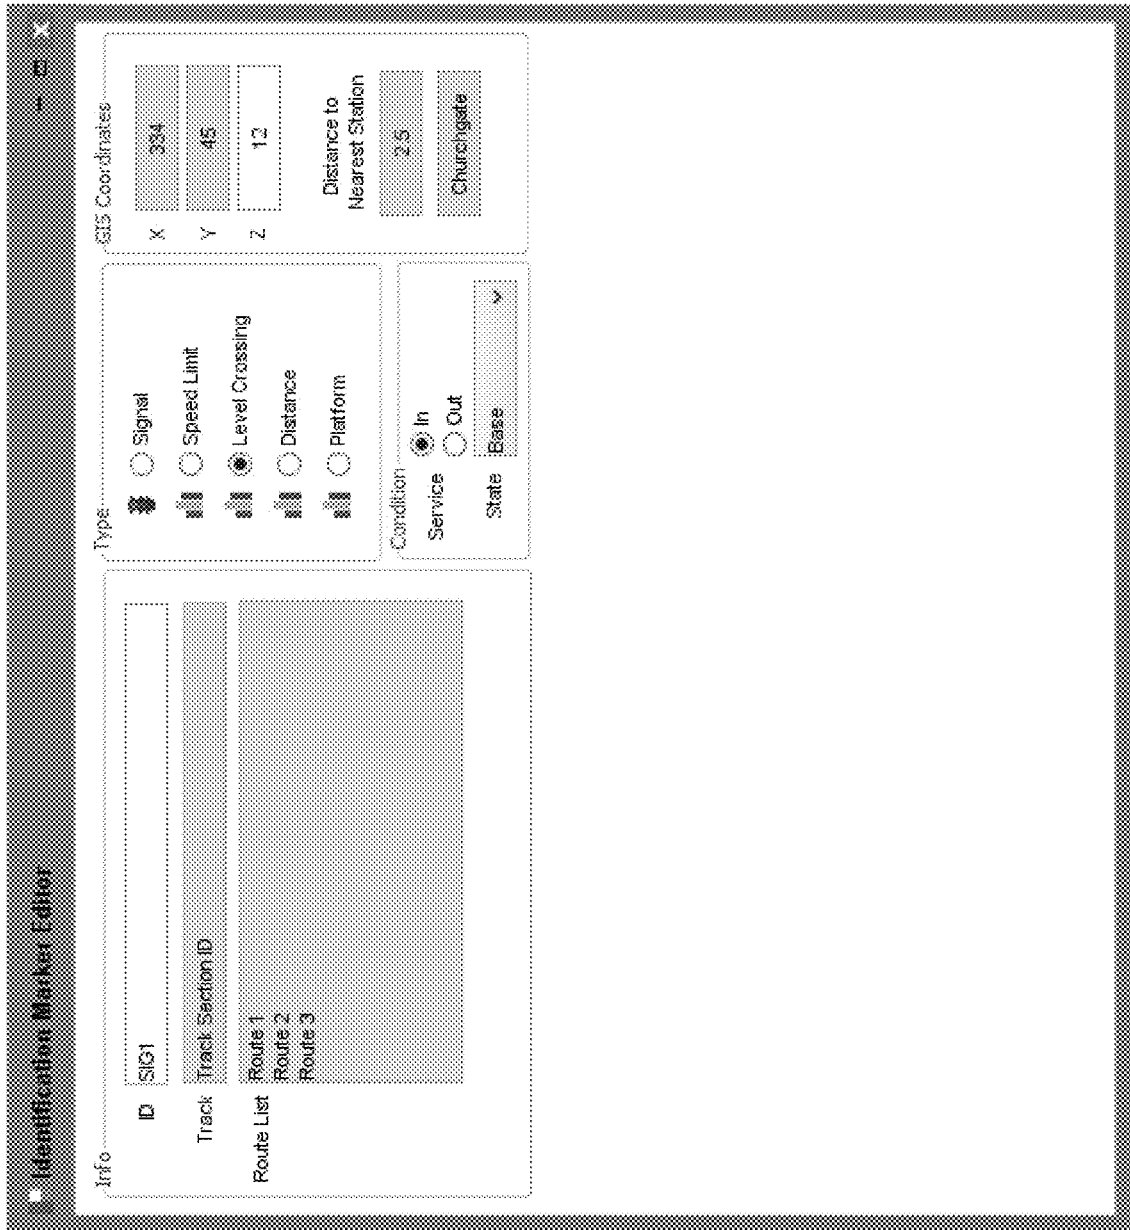 Identification Marker Editor
Info
ID SIG1
Track Track Section ID
Route List Route 1
Route 2
Route 3
Type
Signal
Speed Limit
Level Crossing
Distance
Platform
Condition
Service In
Out
State Base
GIS Coordinates
X 334
Y 45
Z 12
Distance to
Nearest Station
2.5
Churchgate